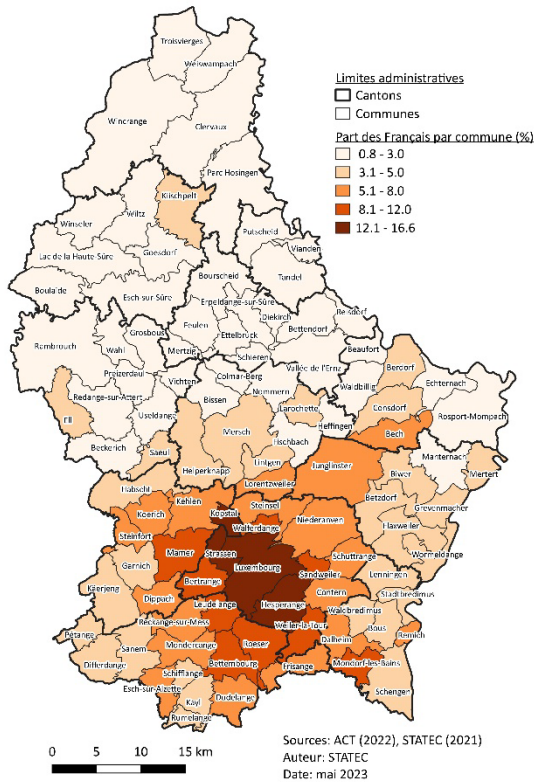 Troisvierges
Weiswampach
Wincrange
Clervaux
Parc Hosingen
Kiischpelt
Wiltz
Winseler
Putscheid
Vianden
Lac de la Haute-Sûre
Goesdorf
Tandel
Bourscheid
Boulaide
Esch-sur-Sûre
Erpeldange-sur-Sûre
Diekirch
Reisdorf
Feulen
Bettendorf
Ettelbruck
Grosbous
Rambrouch
Wahl
Mertzig
Schieren
Beaufort
Vallée de l'Ernz
Berdorf
Preizerdaul
Vichten
Colmar-Berg
Waldbillig
Echternach
Redange-sur-Attert
Nommern
Bissen
Larochette
Consdorf
Rosport-Mompach
Ell
Useldange
Heffingen
Bech
Mersch
Fischbach
Beckerich
Saeul
Lintgen
Manternach
Helperknapp
Junglinster
Biwer
Mertert
Lorentzweiler
Habscht
Betzdorf
Kehlen
Steinsel
Grevenmacher
Koerich
Kopstal
Niederanven
Walferdange
Flaxweiler
Steinfort
Mamer
Strassen
Schuttrange
Wormeldange
Garnich
Luxembourg
Sandweiler
Lenningen
Bertrange
Käerjeng
Contern
Stadtbredimus
Dippach
Leudelange
Hesperange
Waldbredimus
Reckange-sur-Mess
Weiler-la-Tour
Bous
Pétange
Roeser
Dalheim
Remich
Sanem
Mondercange
Differdange
Bettembourg
Frisange
Mondorf-les-Bains
Schifflange
Esch-sur-Alzette
Dudelange
Schengen
Kayl
Rumelange
Limites administratives
Cantons
Communes
Part des Français par commune (%)
0.8 - 3.0
3.1 - 5.0
5.1 - 8.0
8.1 - 12.0
12.1 - 16.6
0 5 10 15 km
Sources: ACT (2022), STATEC (2021)
Auteur: STATEC
Date: mai 2023